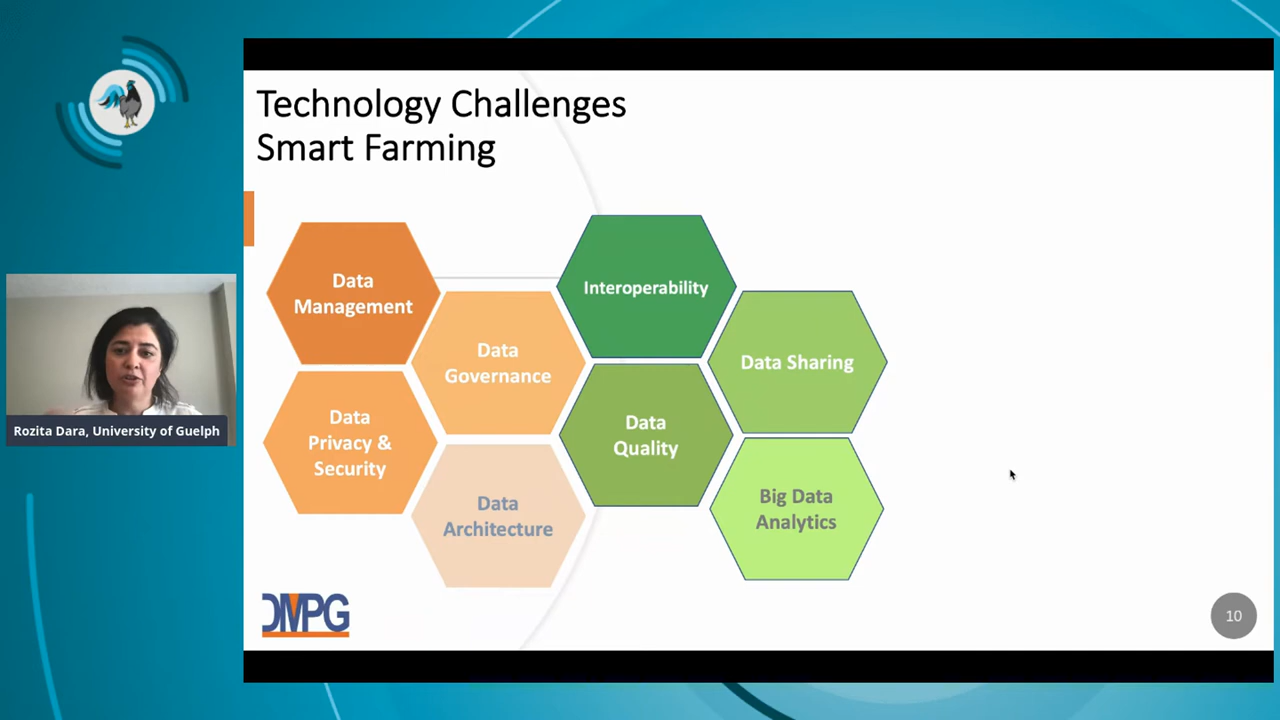 Technology Challenges
Smart Farming
Data
Management
Data
Governance
Data
Privacy &
Security
Data
Architecture
Interoperability
Data Sharing
Data
Quality
Big Data
Analytics
Rozita Dara, University of Guelph
DMPG
10